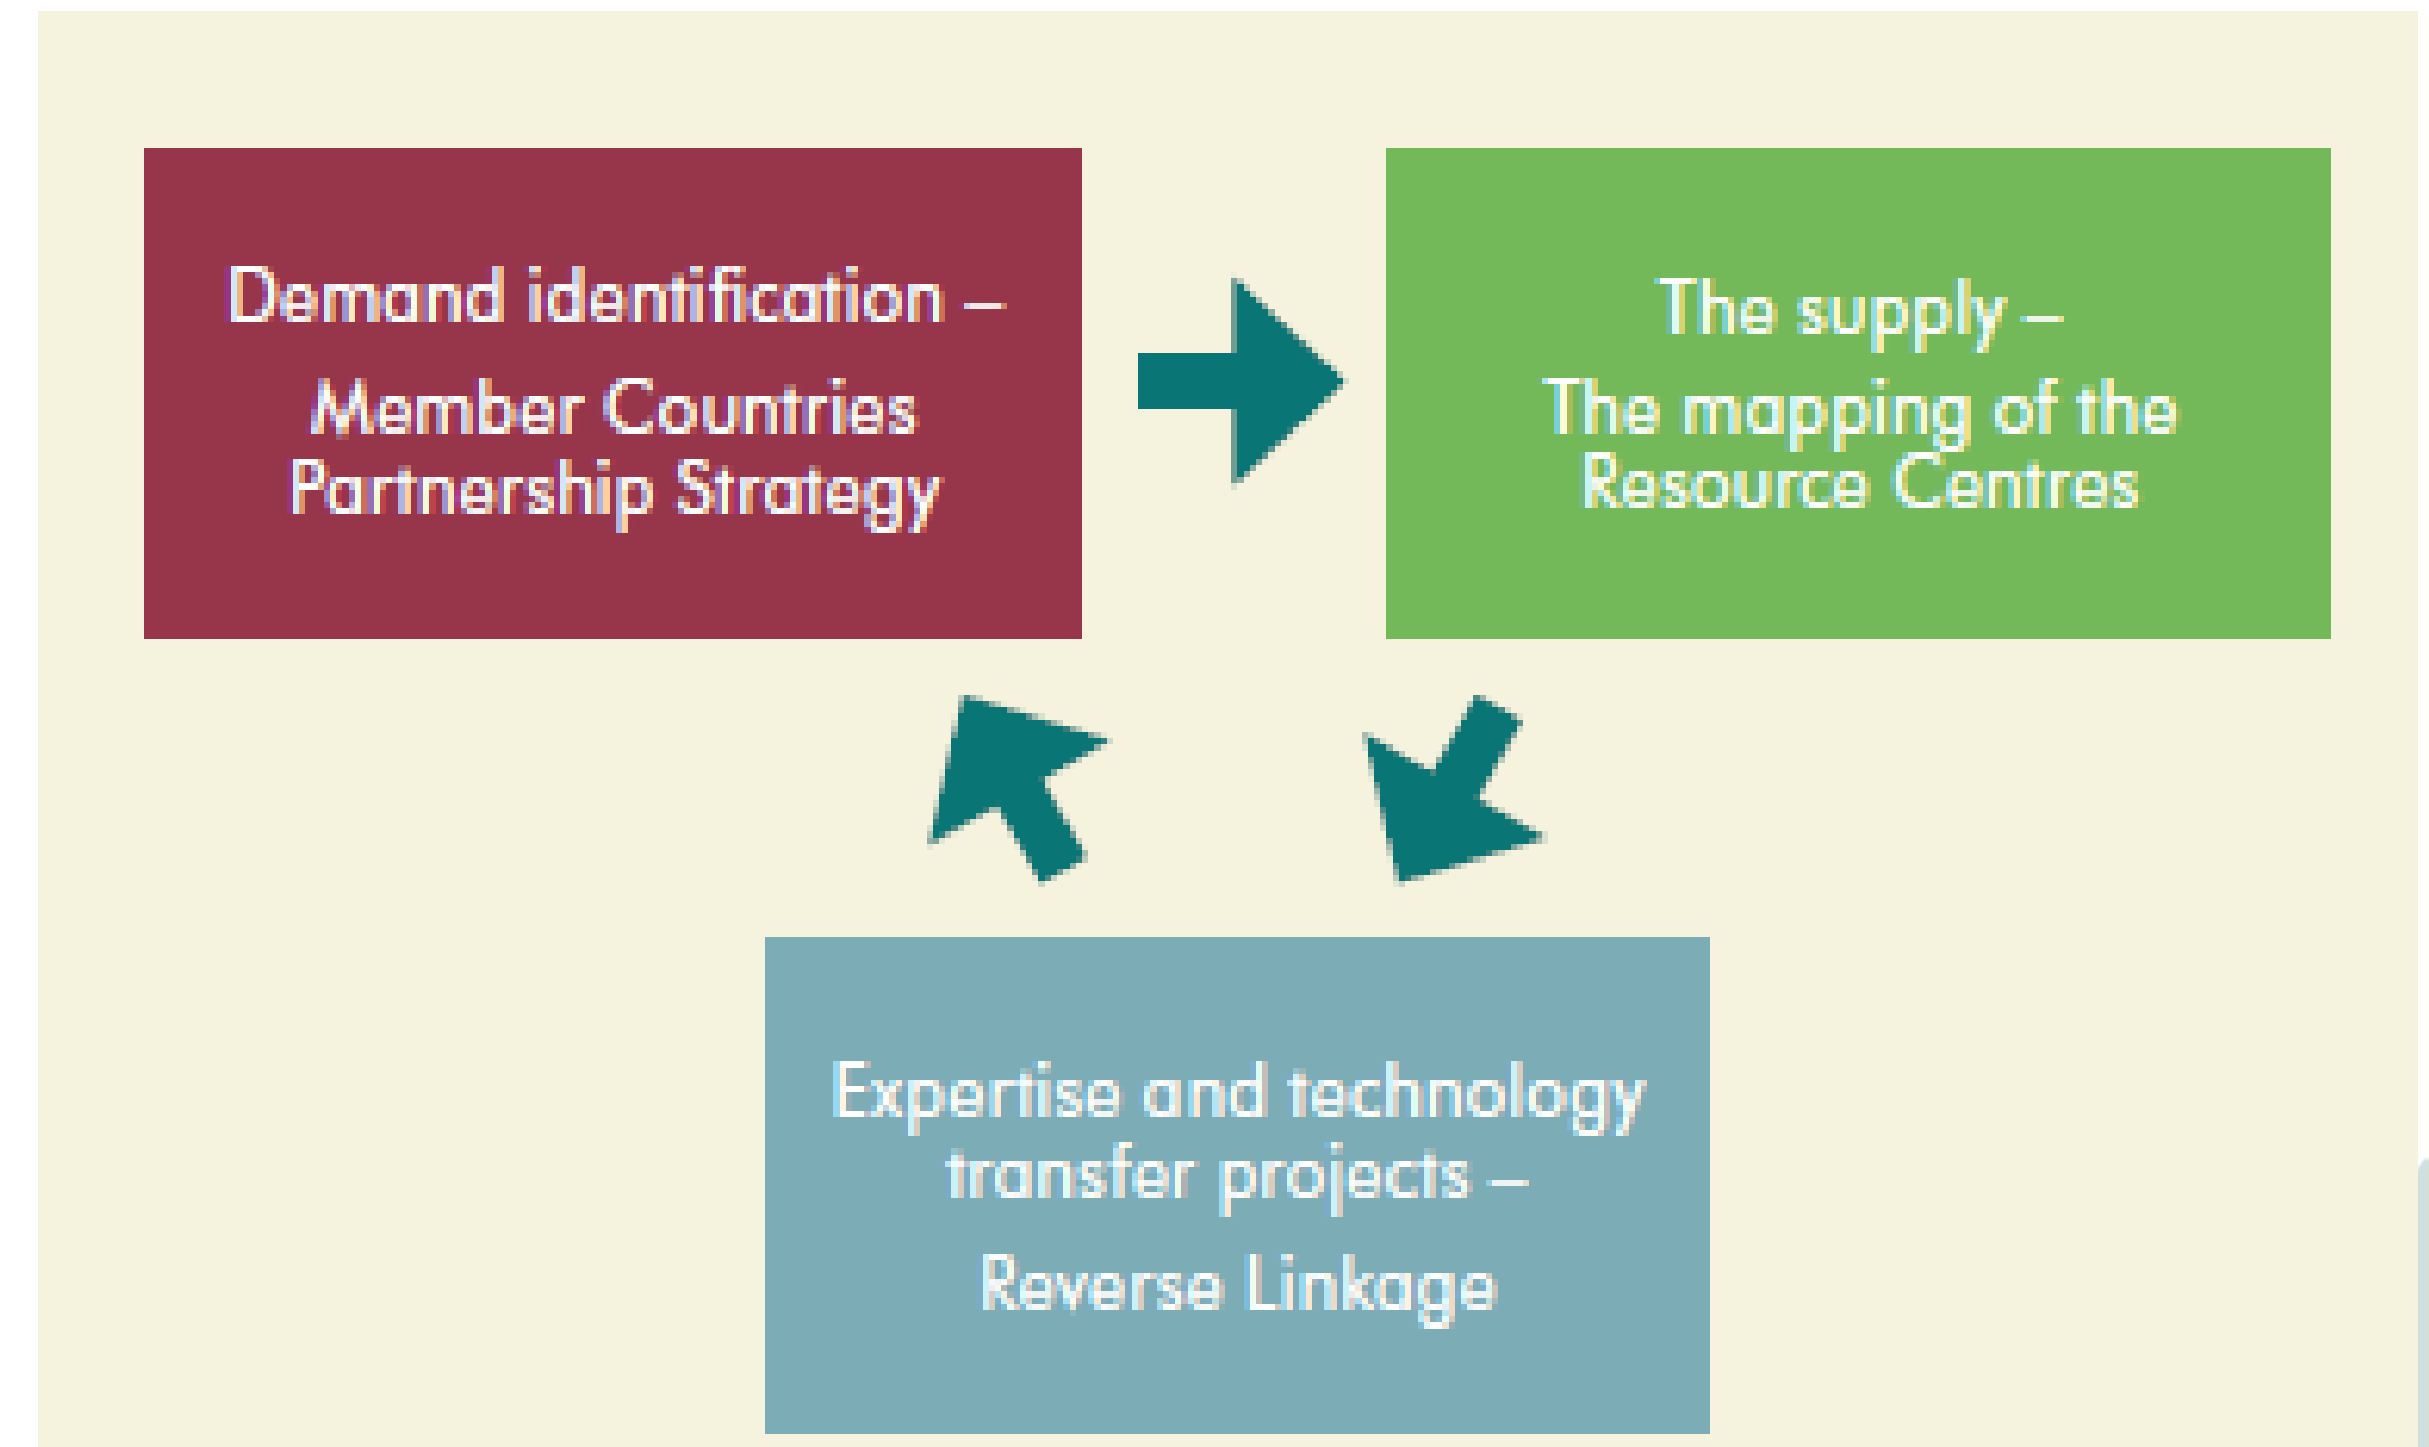 Demand identification –
Member Countries
Partnership Strategy
The supply –
The mapping of the
Resource Centres
Expertise and technology
transfer projects –
Reverse Linkage